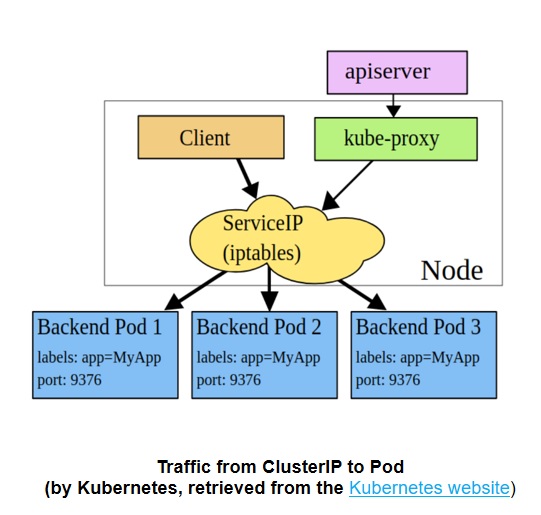 apiserver
Client
kube-proxy
ServiceIP
(iptables)
Node
Backend Pod 1
labels: app=MyApp
port: 9376
Backend Pod 2
labels: app=MyApp
port: 9376
Backend Pod 3
labels: app=MyApp
port: 9376
Traffic from ClusterIP to Pod
(by Kubernetes, retrieved from the Kubernetes website)